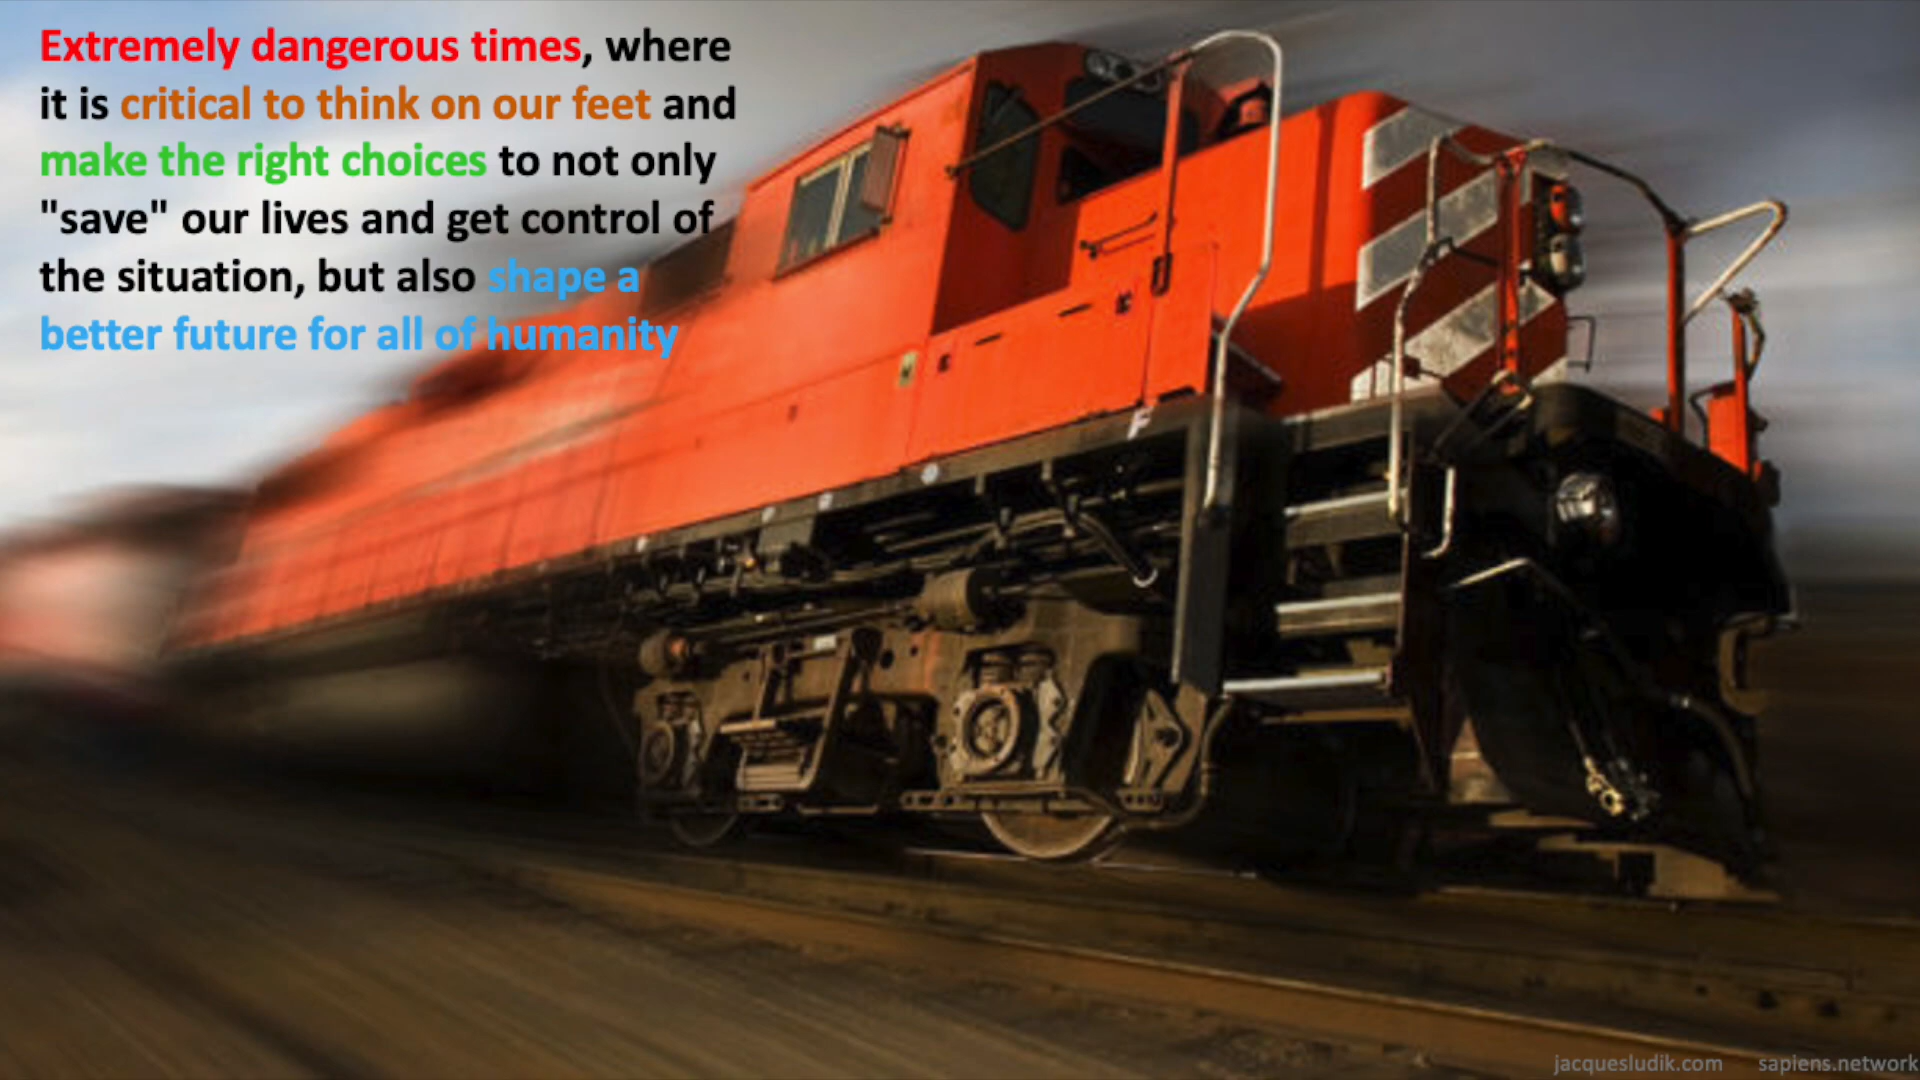 Extremely dangerous times, where
it is critical to think on our feet and
make the right choices to not only
"save" our lives and get control of
the situation, but also shape a
better future for all of humanity
F
jacquesludik.com sapiens.network